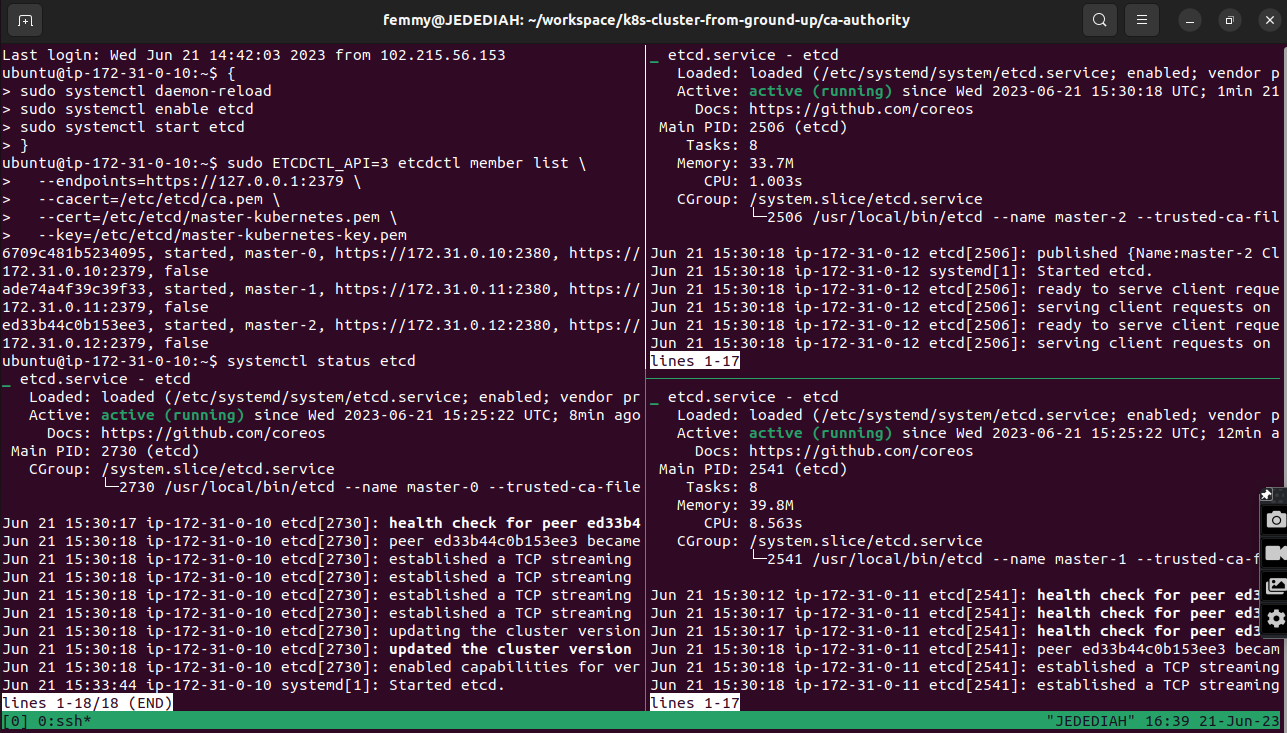 femmy@JEDEDIAH: ~/workspace/k8s-cluster-from-ground-up/ca-authority
Last login: Wed Jun 21 14:42:03 2023 from 102.215.56.153
ubuntu@ip-172-31-0-10:~$ {
> sudo systemctl daemon-reload
> sudo systemctl enable etcd
> sudo systemctl start etcd
> }
ubuntu@ip-172-31-0-10:~$ sudo ETCDCTL_API=3 etcdctl member list \
>   --endpoints=https://127.0.0.1:2379 \
>   --cacert=/etc/etcd/ca.pem \
>   --cert=/etc/etcd/master-kubernetes.pem \
>   --key=/etc/etcd/master-kubernetes-key.pem
6709c481b5234095, started, master-0, https://172.31.0.10:2380, https://
172.31.0.10:2379, false
ade74a4f39c39f33, started, master-1, https://172.31.0.11:2380, https://
172.31.0.11:2379, false
ed33b44c0b153ee3, started, master-2, https://172.31.0.12:2380, https://
172.31.0.12:2379, false
ubuntu@ip-172-31-0-10:~$ systemctl status etcd
_ etcd.service - etcd
Loaded: loaded (/etc/systemd/system/etcd.service; enabled; vendor pr
Active: active (running) since Wed 2023-06-21 15:25:22 UTC; 8min ago
Docs: https://github.com/coreos
Main PID: 2730 (etcd)
CGroup: /system.slice/etcd.service
└─2730 /usr/local/bin/etcd --name master-0 --trusted-ca-file
Jun 21 15:30:17 ip-172-31-0-10 etcd[2730]: health check for peer ed33b4
Jun 21 15:30:18 ip-172-31-0-10 etcd[2730]: peer ed33b44c0b153ee3 became
Jun 21 15:30:18 ip-172-31-0-10 etcd[2730]: established a TCP streaming
Jun 21 15:30:18 ip-172-31-0-10 etcd[2730]: established a TCP streaming
Jun 21 15:30:18 ip-172-31-0-10 etcd[2730]: established a TCP streaming
Jun 21 15:30:18 ip-172-31-0-10 etcd[2730]: established a TCP streaming
Jun 21 15:30:18 ip-172-31-0-10 etcd[2730]: updating the cluster version
Jun 21 15:30:18 ip-172-31-0-10 etcd[2730]: updated the cluster version
Jun 21 15:30:18 ip-172-31-0-10 etcd[2730]: enabled capabilities for ver
Jun 21 15:33:44 ip-172-31-0-10 systemd[1]: Started etcd.
lines 1-18/18 (END)
_ etcd.service - etcd
Loaded: loaded (/etc/systemd/system/etcd.service; enabled; vendor p
Active: active (running) since Wed 2023-06-21 15:30:18 UTC; 1min 21
Docs: https://github.com/coreos
Main PID: 2506 (etcd)
Tasks: 8
Memory: 33.7M
CPU: 1.003s
CGroup: /system.slice/etcd.service
└─2506 /usr/local/bin/etcd --name master-2 --trusted-ca-fil
Jun 21 15:30:18 ip-172-31-0-12 etcd[2506]: published {Name:master-2 Cl
Jun 21 15:30:18 ip-172-31-0-12 systemd[1]: Started etcd.
Jun 21 15:30:18 ip-172-31-0-12 etcd[2506]: ready to serve client reque
Jun 21 15:30:18 ip-172-31-0-12 etcd[2506]: serving client requests on
Jun 21 15:30:18 ip-172-31-0-12 etcd[2506]: ready to serve client reque
Jun 21 15:30:18 ip-172-31-0-12 etcd[2506]: serving client requests on
lines 1-17
_ etcd.service - etcd
Loaded: loaded (/etc/systemd/system/etcd.service; enabled; vendor p
Active: active (running) since Wed 2023-06-21 15:25:22 UTC; 12min a
Docs: https://github.com/coreos
Main PID: 2541 (etcd)
Tasks: 8
Memory: 39.8M
CPU: 8.563s
CGroup: /system.slice/etcd.service
└─2541 /usr/local/bin/etcd --name master-1 --trusted-ca-f
Jun 21 15:30:12 ip-172-31-0-11 etcd[2541]: health check for peer ed3
Jun 21 15:30:17 ip-172-31-0-11 etcd[2541]: health check for peer ed3
Jun 21 15:30:17 ip-172-31-0-11 etcd[2541]: health check for peer ed3
Jun 21 15:30:18 ip-172-31-0-11 etcd[2541]: peer ed33b44c0b153ee3 becam
Jun 21 15:30:18 ip-172-31-0-11 etcd[2541]: established a TCP streaming
Jun 21 15:30:18 ip-172-31-0-11 etcd[2541]: established a TCP streaming
lines 1-17
[0] 0:ssh*
"JEDEDIAH" 16:39 21-Jun-23